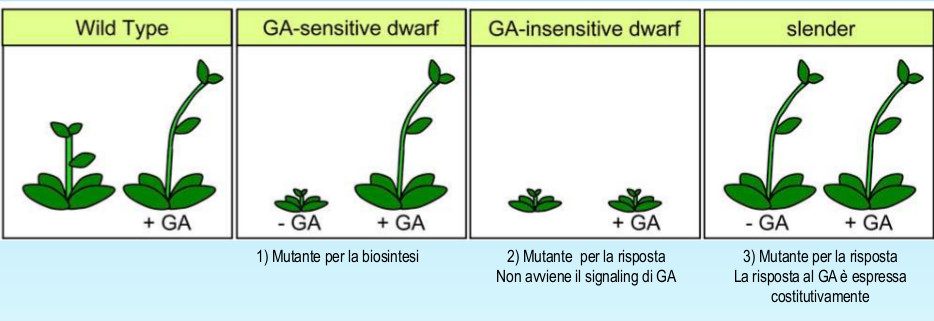 Wild Type
GA-sensitive dwarf
GA-insensitive dwarf
slender
+ GA
- GA
+ GA
+ GA
- GA
+ GA
1) Mutante per la biosintesi
2) Mutante per la risposta
Non avviene il signaling di GA
3) Mutante per la risposta
La risposta al GA è espressa
costitutivamente